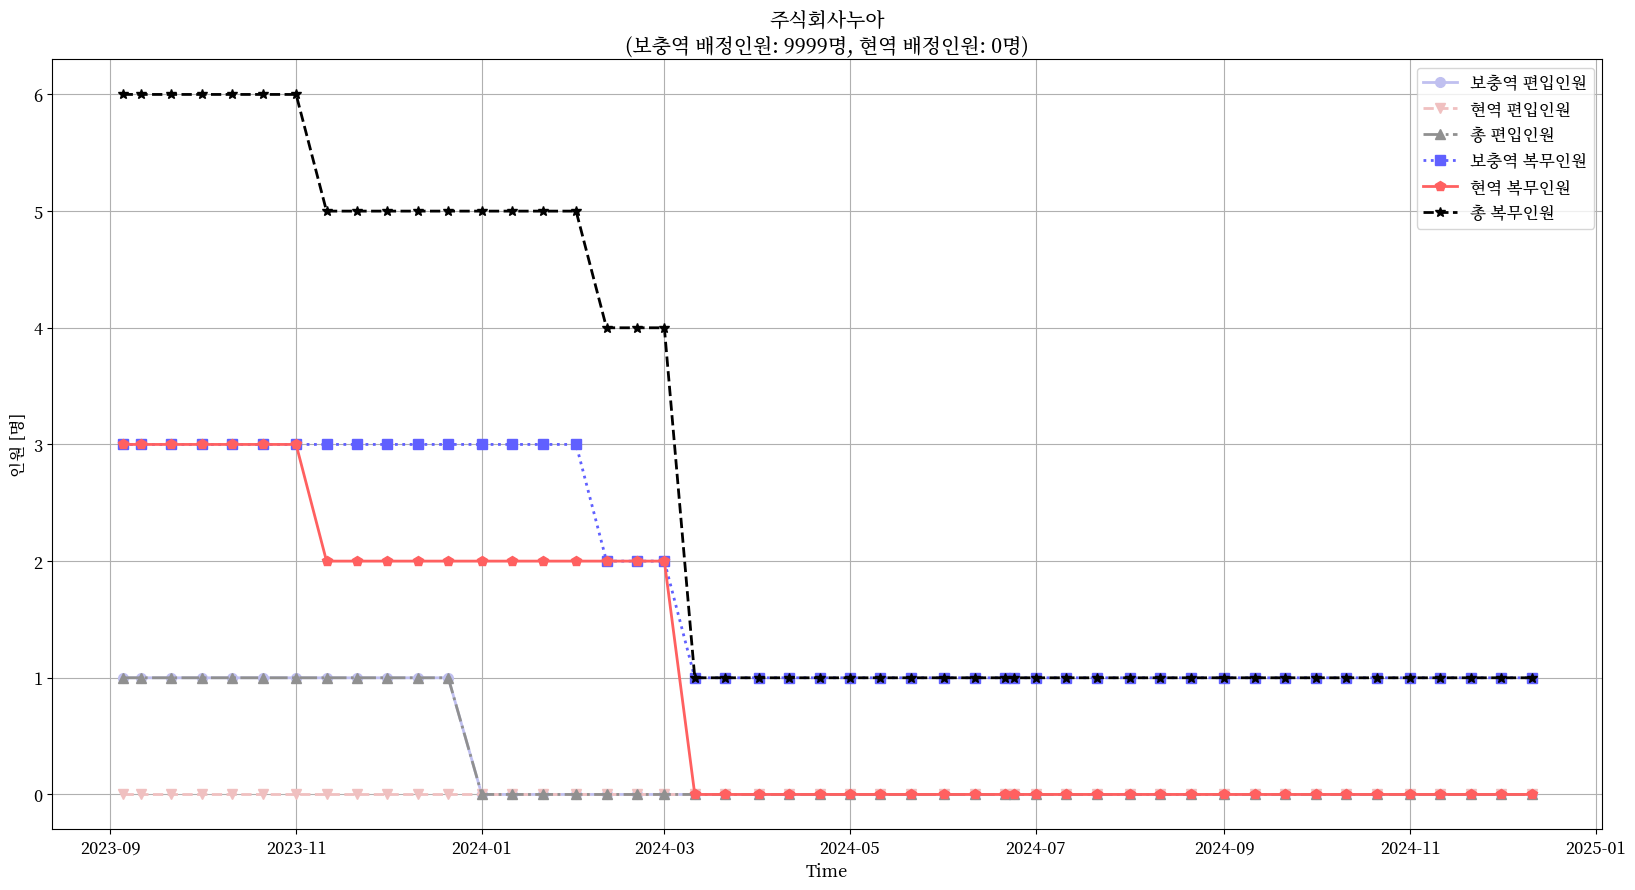 주식회사누아
(보충역 배정인원: 9999명, 현역 배정인원: 0명)
보충역 편입인원
현역 편입인원
총 편입인원
보충역 복무인원
현역 복무인원
총 복무인원
인원 [명]
6
5
4
3
2
1
0
2023-09 2023-11 2024-01 2024-03 2024-05 2024-07 2024-09 2024-11 2025-01
Time